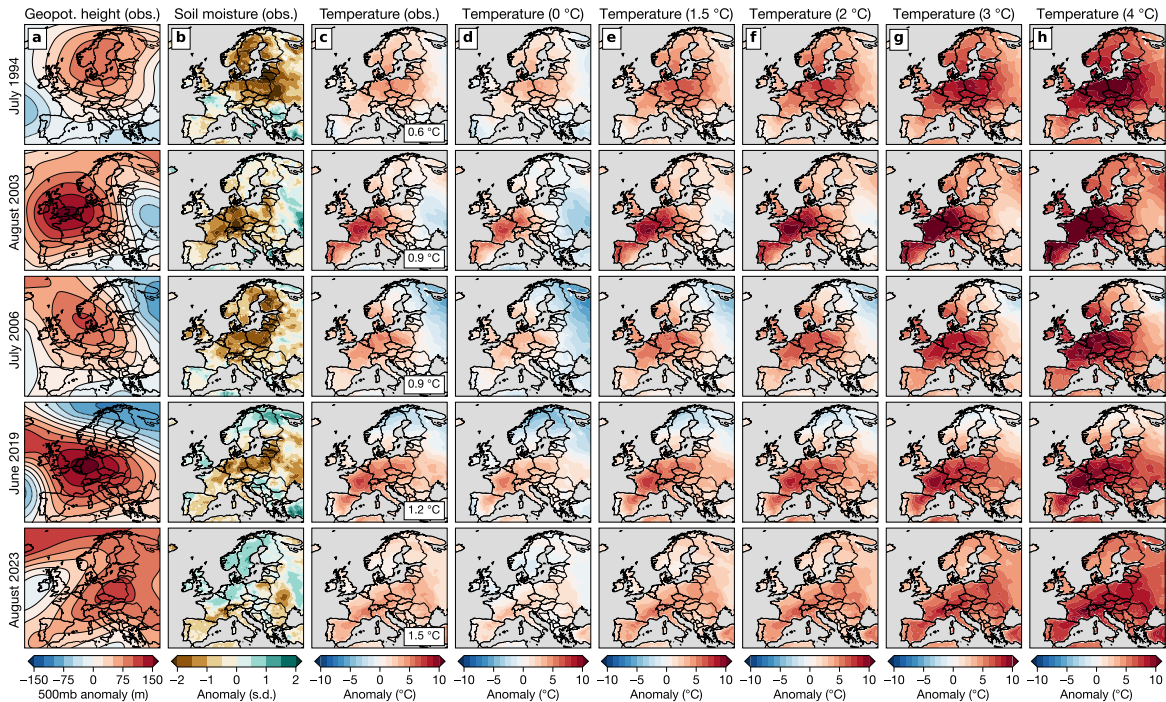 Geopot. height (obs.) Soil moisture (obs.) Temperature (obs.) Temperature (0 °C) Temperature (1.5 °C) Temperature (2 °C) Temperature (3 °C) Temperature (4 °C)
a b c d e f g h
July 1994
0.6 °C
August 2003
0.9 °C
July 2006
0.9 °C
June 2019
1.2 °C
August 2023
1.5 °C
−150 −75 0 75 150 −2 −1 0 1 2 −10 −5 0 5 10 −10 −5 0 5 10 −10 −5 0 5 10 −10 −5 0 5 10 −10 −5 0 5 10 −10 −5 0 5 10
500mb anomaly (m) Anomaly (s.d.) Anomaly (°C) Anomaly (°C) Anomaly (°C) Anomaly (°C) Anomaly (°C) Anomaly (°C)